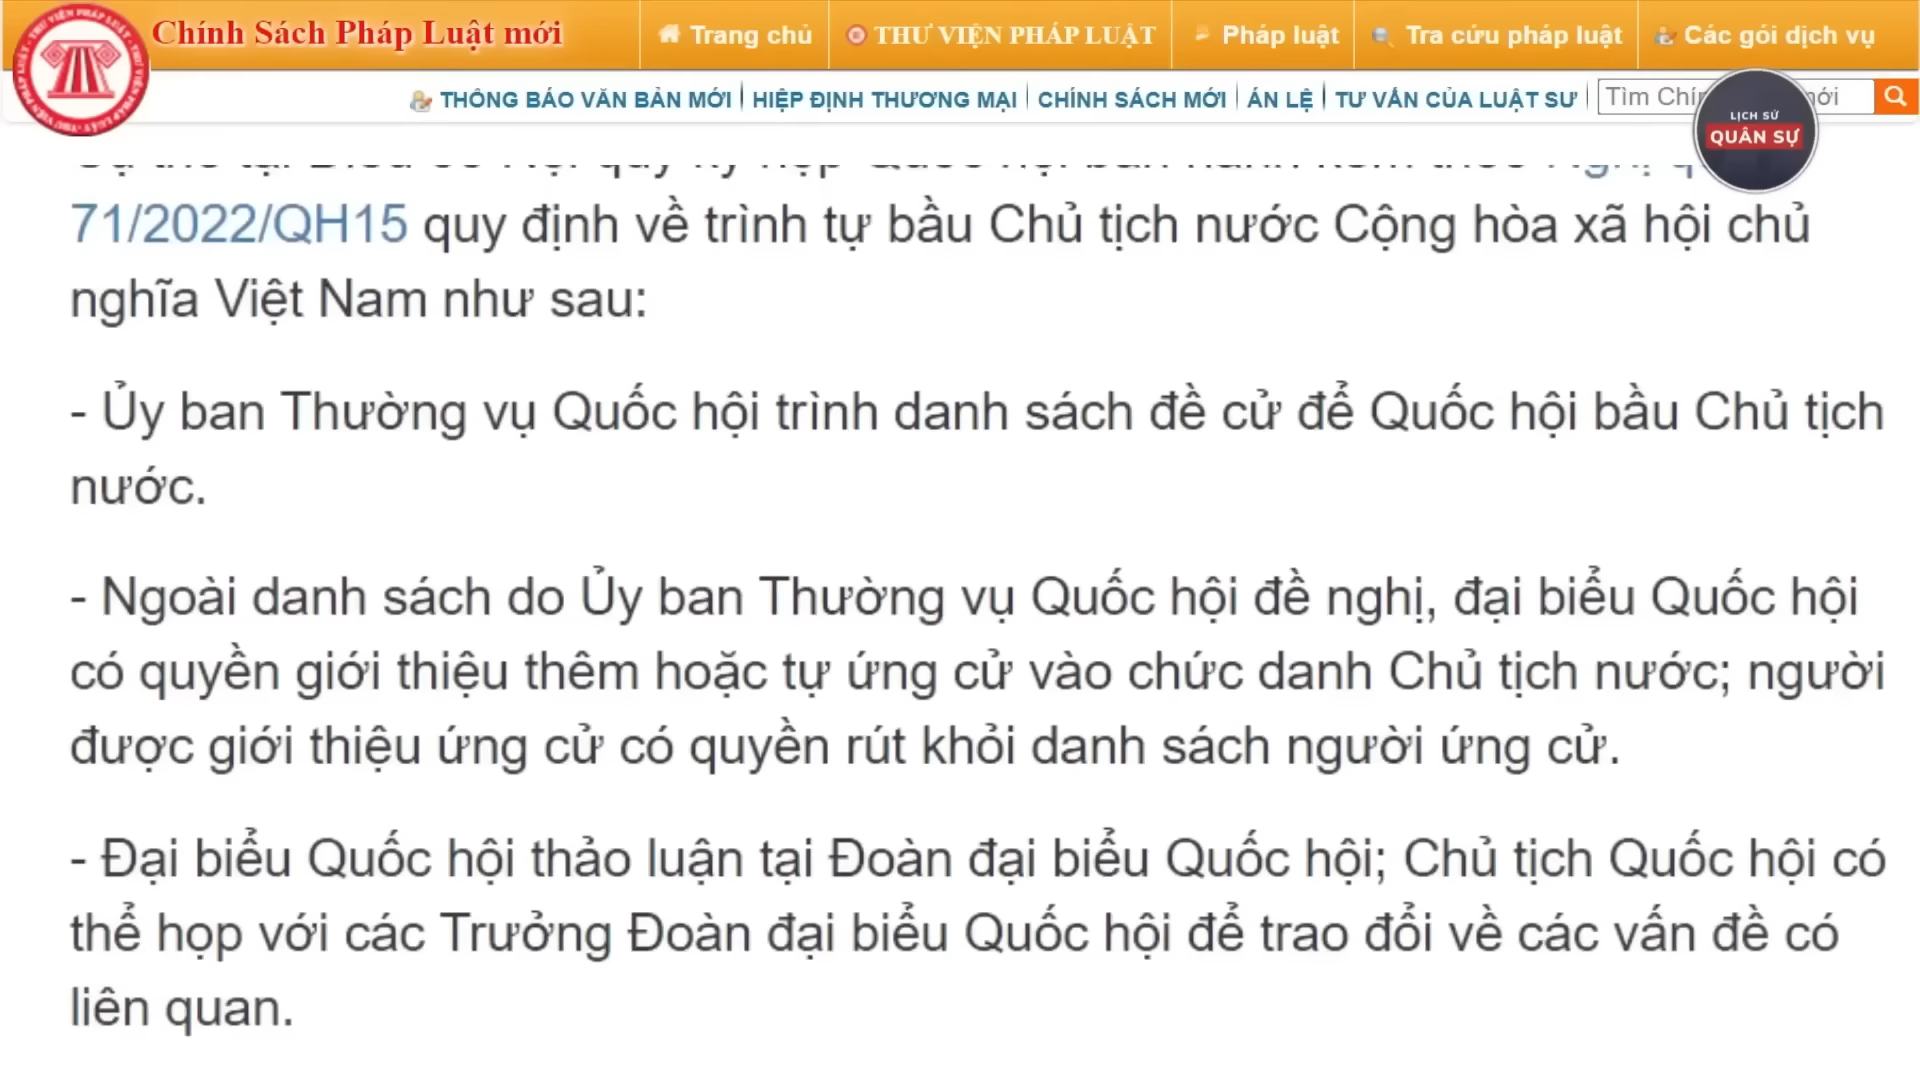 Chính Sách Pháp Luật mới
Trang chủ
THƯ VIỆN PHÁP LUẬT
Pháp luật
Tra cứu pháp luật
Các gói dịch vụ
THÔNG BÁO VĂN BẢN MỚI
HIỆP ĐỊNH THƯƠNG MẠI
CHÍNH SÁCH MỚI
ÁN LỆ
TƯ VẤN CỦA LUẬT SƯ
Tìm
LỊCH SỬ
QUÂN SỰ
71/2022/QH15 quy định về trình tự bầu Chủ tịch nước Cộng hòa xã hội chủ
nghĩa Việt Nam như sau:
- Ủy ban Thường vụ Quốc hội trình danh sách đề cử để Quốc hội bầu Chủ tịch
nước.
- Ngoài danh sách do Ủy ban Thường vụ Quốc hội đề nghị, đại biểu Quốc hội
có quyền giới thiệu thêm hoặc tự ứng cử vào chức danh Chủ tịch nước; người
được giới thiệu ứng cử có quyền rút khỏi danh sách người ứng cử.
- Đại biểu Quốc hội thảo luận tại Đoàn đại biểu Quốc hội; Chủ tịch Quốc hội có
thể họp với các Trưởng Đoàn đại biểu Quốc hội để trao đổi về các vấn đề có
liên quan.